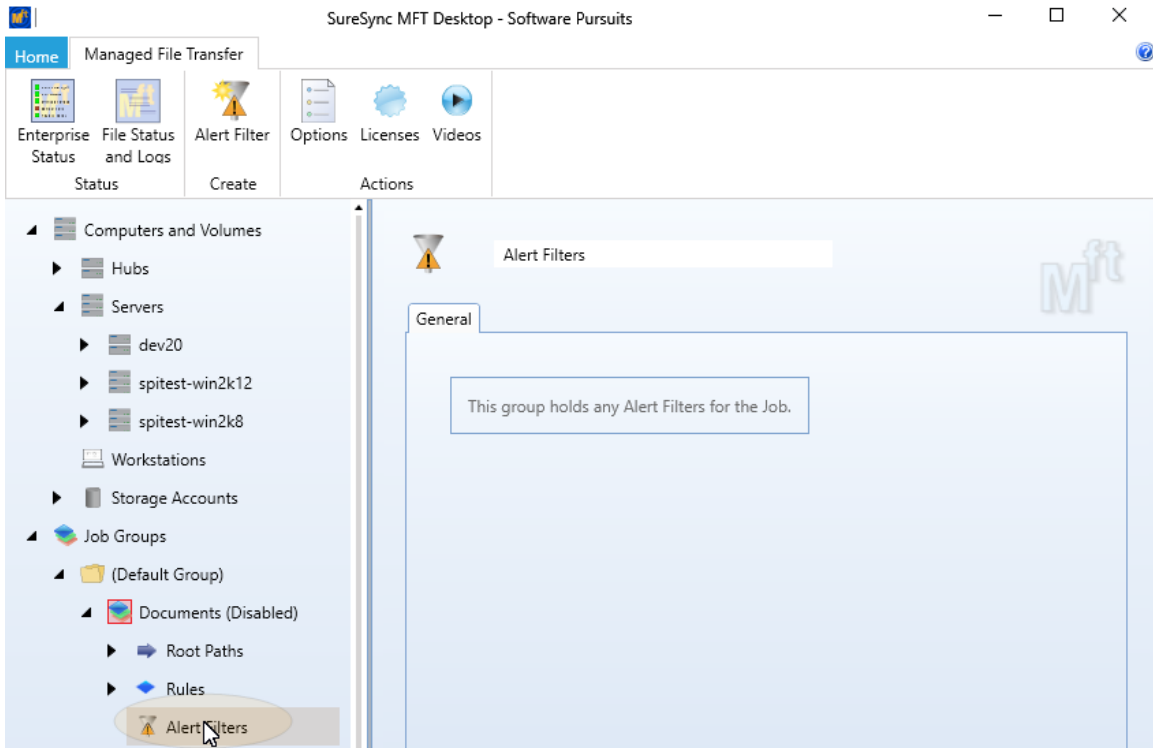 SureSync MFT Desktop - Software Pursuits
Home
Managed File Transfer
Enterprise Status
File Status and Logs
Alert Filter
Options
Licenses
Videos
Status
Create
Actions
Computers and Volumes
Hubs
Servers
dev20
spitest-win2k12
spitest-win2k8
Workstations
Storage Accounts
Job Groups
(Default Group)
Documents (Disabled)
Root Paths
Rules
Alert Filters
Alert Filters
Mft
General
This group holds any Alert Filters for the Job.